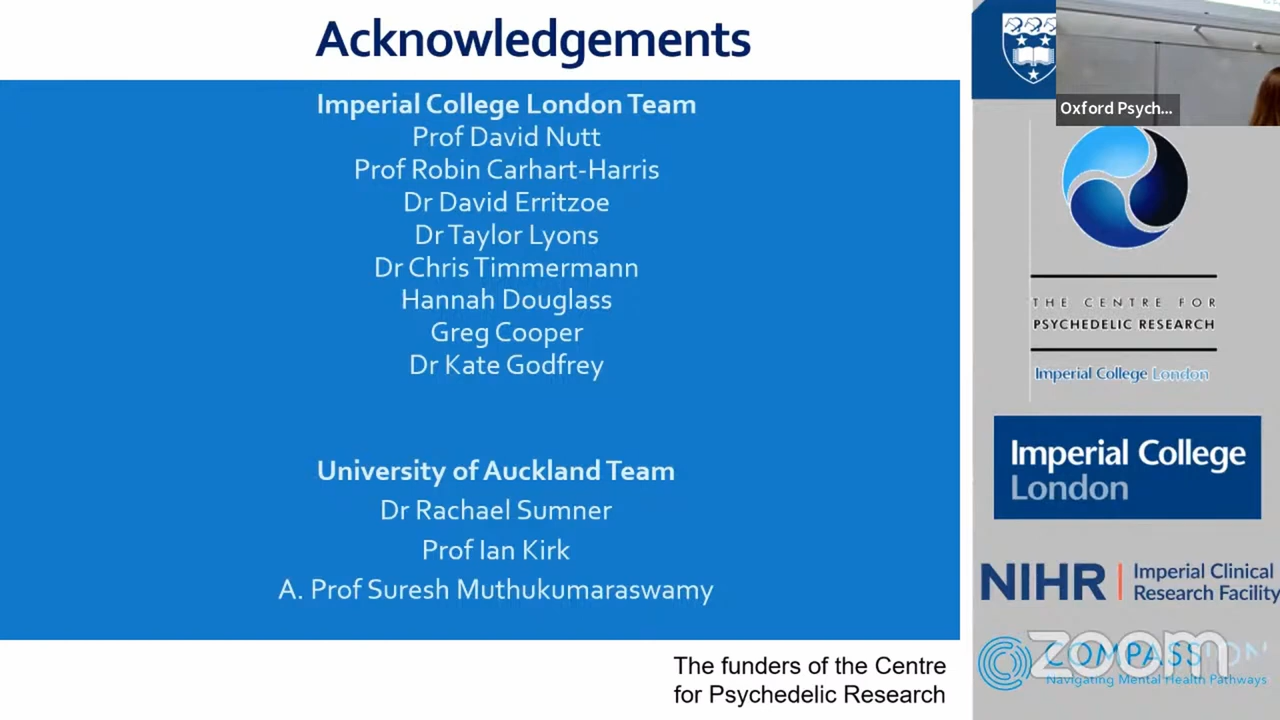 Acknowledgements
Imperial College London Team
Prof David Nutt
Prof Robin Carhart-Harris
Dr David Erritzoe
Dr Taylor Lyons
Dr Chris Timmermann
Hannah Douglass
Greg Cooper
Dr Kate Godfrey
University of Auckland Team
Dr Rachael Sumner
Prof Ian Kirk
A. Prof Suresh Muthukumaraswamy
The funders of the Centre
for Psychedelic Research
Oxford Psych...
THE CENTRE FOR
PSYCHEDELIC RESEARCH
Imperial College London
Imperial College
London
NIHR
Imperial Clinical
Research Facility
COMPASS
zoom
Navigating Mental Health Pathways